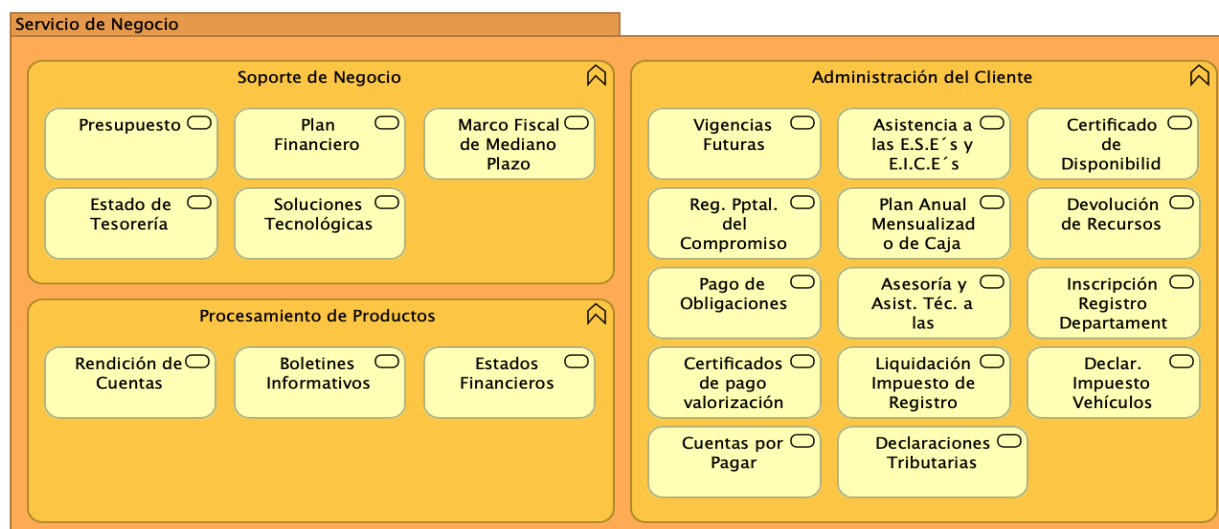 Servicio de Negocio
Soporte de Negocio
Presupuesto
Plan
Financiero
Marco Fiscal
de Mediano
Plazo
Estado de
Tesorería
Soluciones
Tecnológicas
Procesamiento de Productos
Rendición de
Cuentas
Boletines
Informativos
Estados
Financieros
Administración del Cliente
Vigencias
Futuras
Asistencia a
las E.S.E´s y
E.I.C.E´s
Certificado
de
Disponibilid
Reg. Pptal.
del
Compromiso
Plan Anual
Mensualizad
o de Caja
Devolución
de Recursos
Pago de
Obligaciones
Asesoría y
Asist. Téc. a
las
Inscripción
Registro
Departament
Certificados
de pago
valorización
Liquidación
Impuesto de
Registro
Declar.
Impuesto
Vehículos
Cuentas por
Pagar
Declaraciones
Tributarias